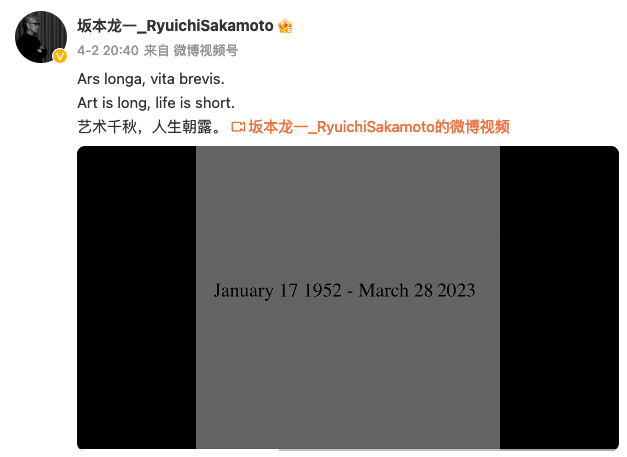 坂本龙一_RyuichiSakamoto
4-2 20:40 来自 微博视频号
Ars longa, vita brevis.
Art is long, life is short.
艺术千秋，人生朝露。 坂本龙一_RyuichiSakamoto的微博视频
January 17 1952 - March 28 2023